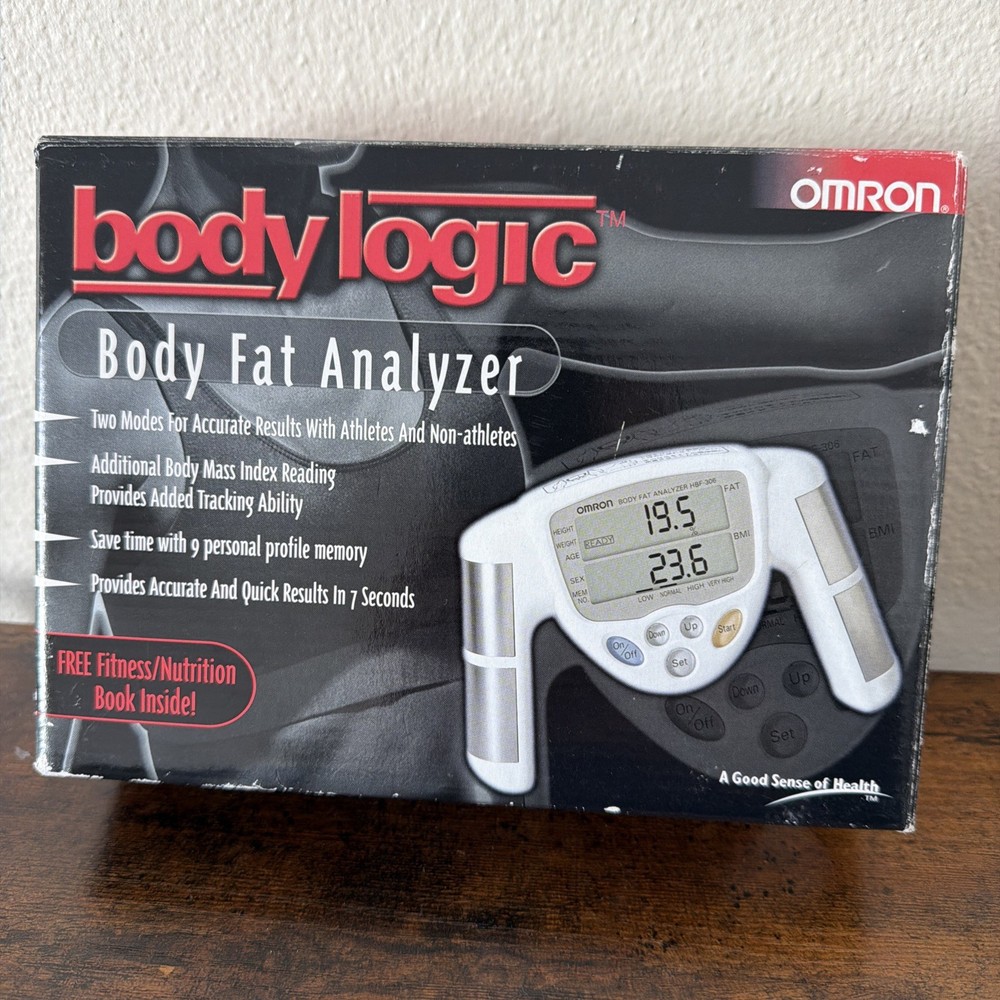 body logic™
OMRON®
Body Fat Analyzer
Two Modes For Accurate Results With Athletes And Non-athletes
Additional Body Mass Index Reading
Provides Added Tracking Ability
Save time with 9 personal profile memory
Provides Accurate And Quick Results In 7 Seconds
FREE Fitness/Nutrition
Book Inside!
OMRON BODY FAT ANALYZER HBF-306
FAT
HEIGHT
WEIGHT
AGE
READY
19.5
%
BMI
SEX
MEM
NO.
23.6
LOW NORMAL HIGH VERY HIGH
On/Off
Down
Up
Start
Set
306
FAT
BMI
MAL
On/Off
Down
Up
Set
A Good Sense of Health™